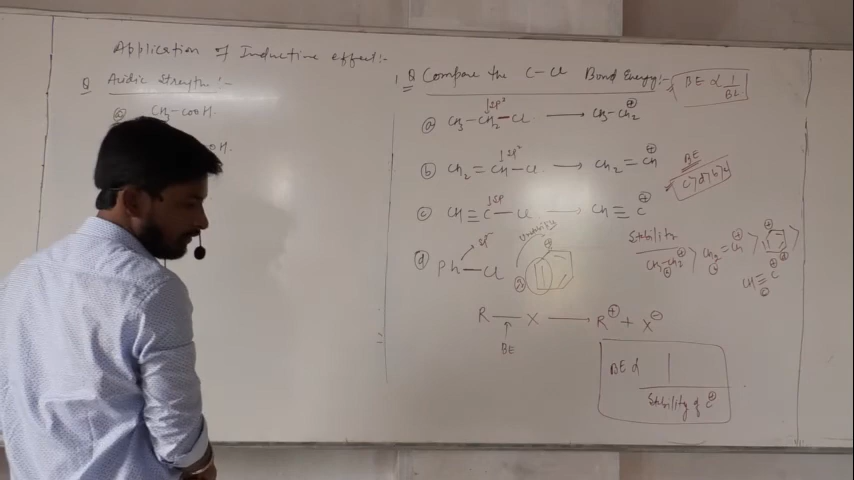 Application of Inductive effect:-
Q Acidic strength:-
ⓐ CH₃-COOH.
OH.
1. Q Compare the C-Cl Bond Energy:-
BE ∝ 1/BL
ⓐ CH₃-CH₂-Cl → CH₃-CH₂⊕
sp³
ⓑ CH₂=CH-Cl → CH₂=CH⊕
sp²
BE
c>d>b>a
ⓒ CH≡C-Cl → CH≡C⊕
sp
ⓓ Ph-Cl
sp²
Stability
CH₃-CH₂⊕ > CH₂=CH⊕ > >
CH≡C⊕
R-X → R⊕ + X⊖
BE
BE ∝ 1/Stability of C⊕